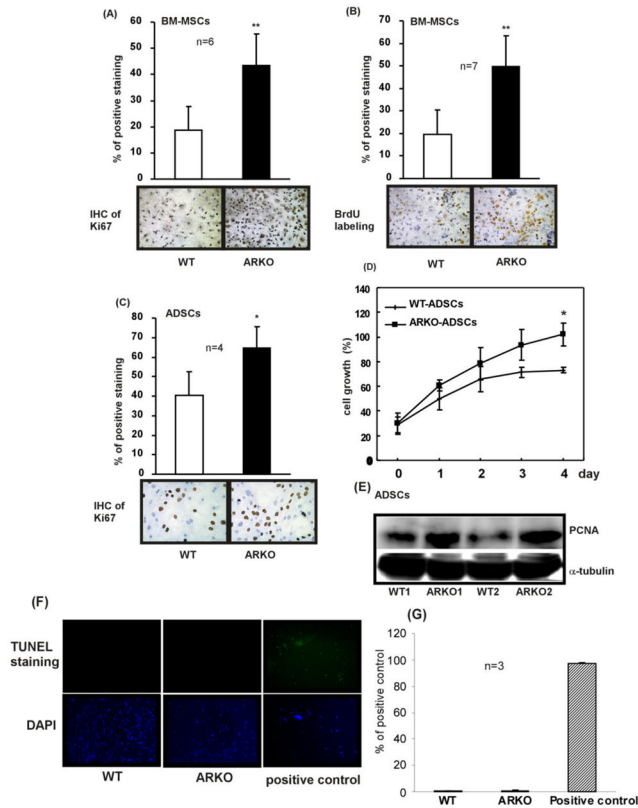 (A)
BM-MSCs
60
50
40
30
20
10
0
% of positive staining
n=6
**
IHC of
Ki67
WT
ARKO
(B)
BM-MSCs
70
60
50
40
30
20
10
0
% of positive staining
n=7
**
BrdU
labeling
WT
ARKO
(C)
ADSCs
80
70
60
50
40
30
20
10
0
% of positive staining
n=4
*
IHC of
Ki67
WT
ARKO
(D)
140
120
100
80
60
40
20
0
cell growth (%)
WT-ADSCs
ARKO-ADSCs
*
0 1 2 3 4 day
(E) ADSCs
PCNA
α-tubulin
WT1 ARKO1 WT2 ARKO2
(F)
TUNEL
staining
DAPI
WT
ARKO
positive control
(G)
120
100
80
60
40
20
0
% of positive control
n=3
WT
ARKO
Positive control